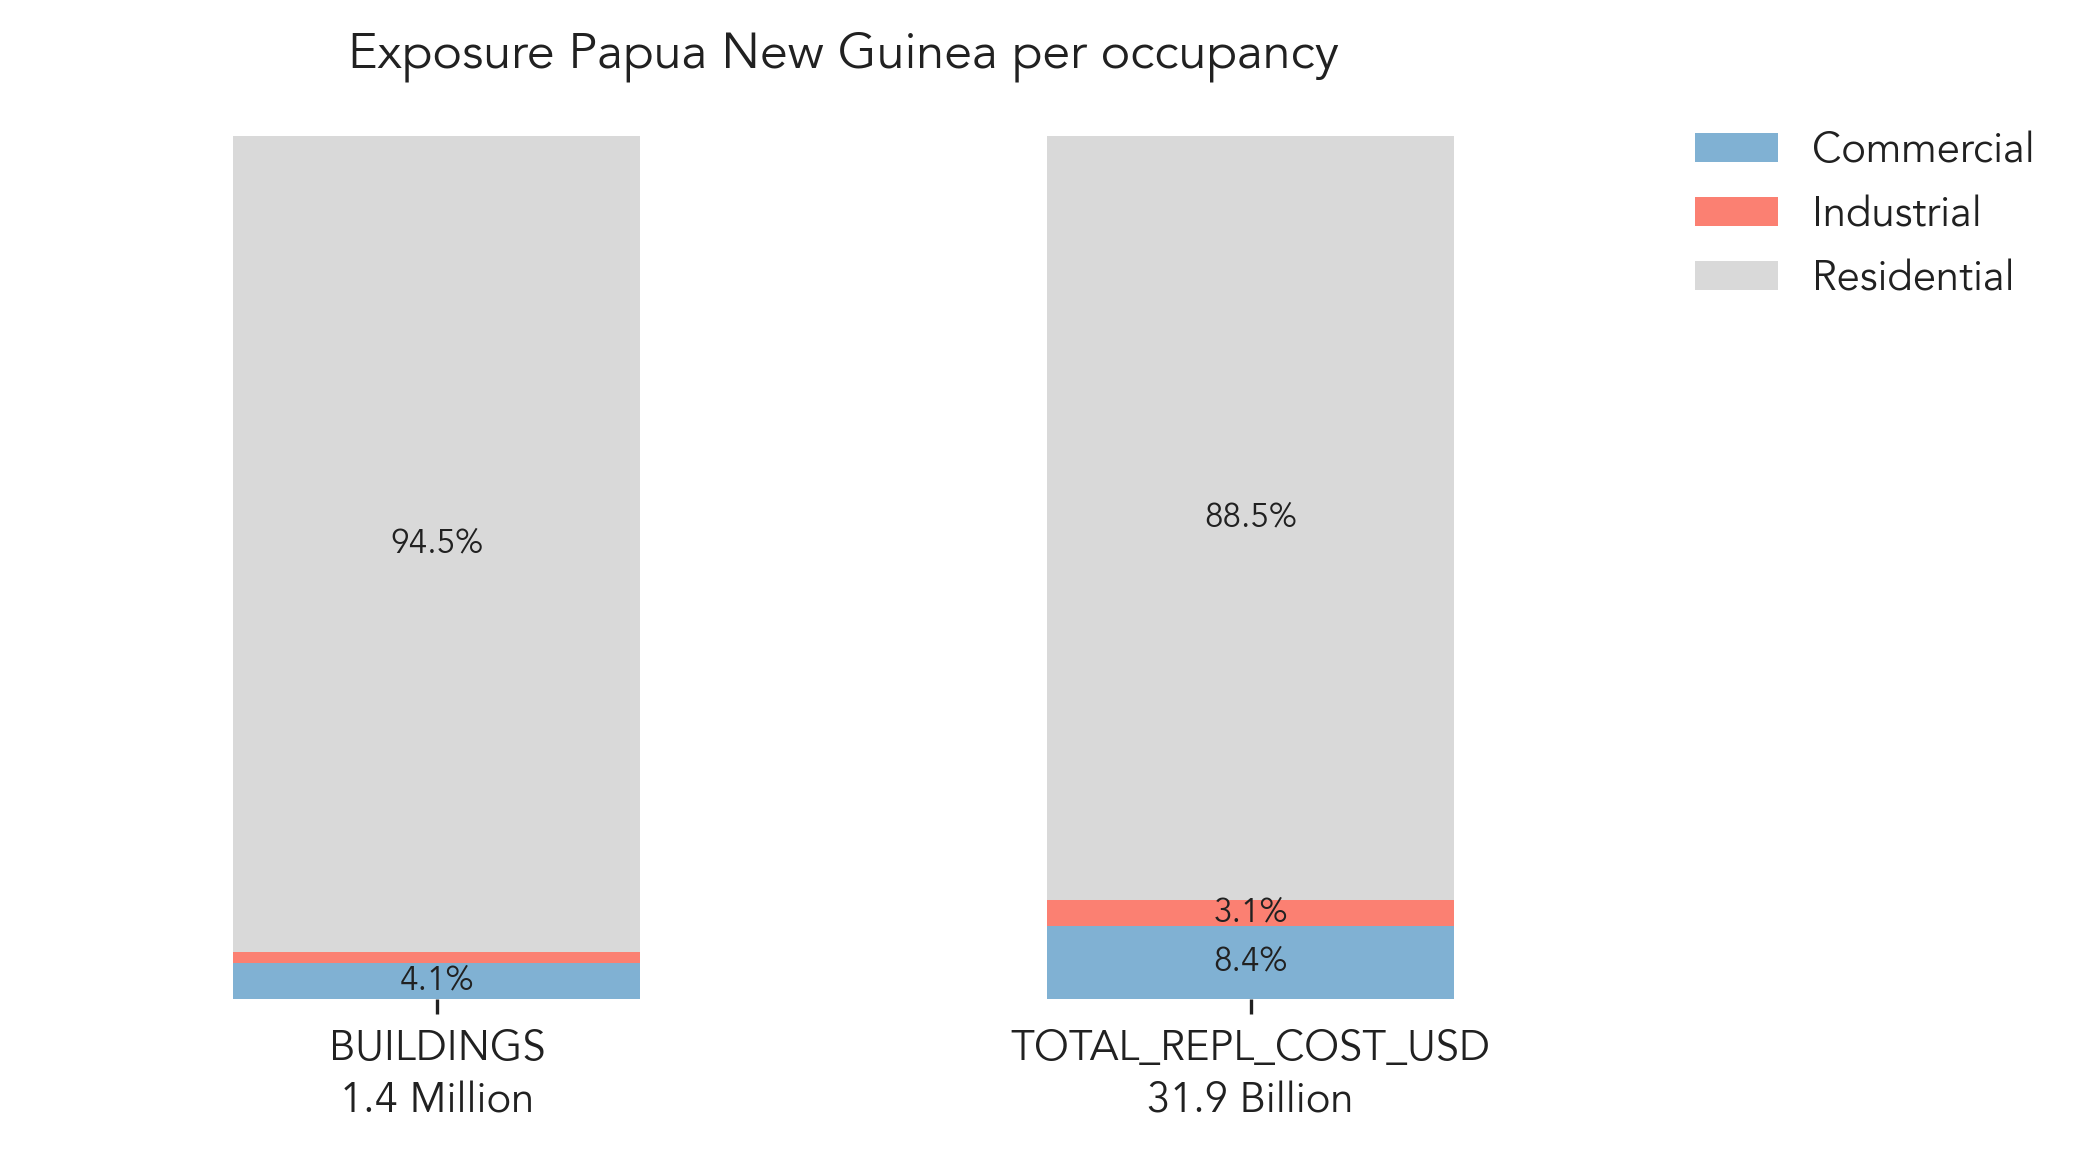 Exposure Papua New Guinea per occupancy
Commercial
Industrial
Residential
94.5%
4.1%
88.5%
3.1%
8.4%
BUILDINGS
1.4 Million
TOTAL_REPL_COST_USD
31.9 Billion